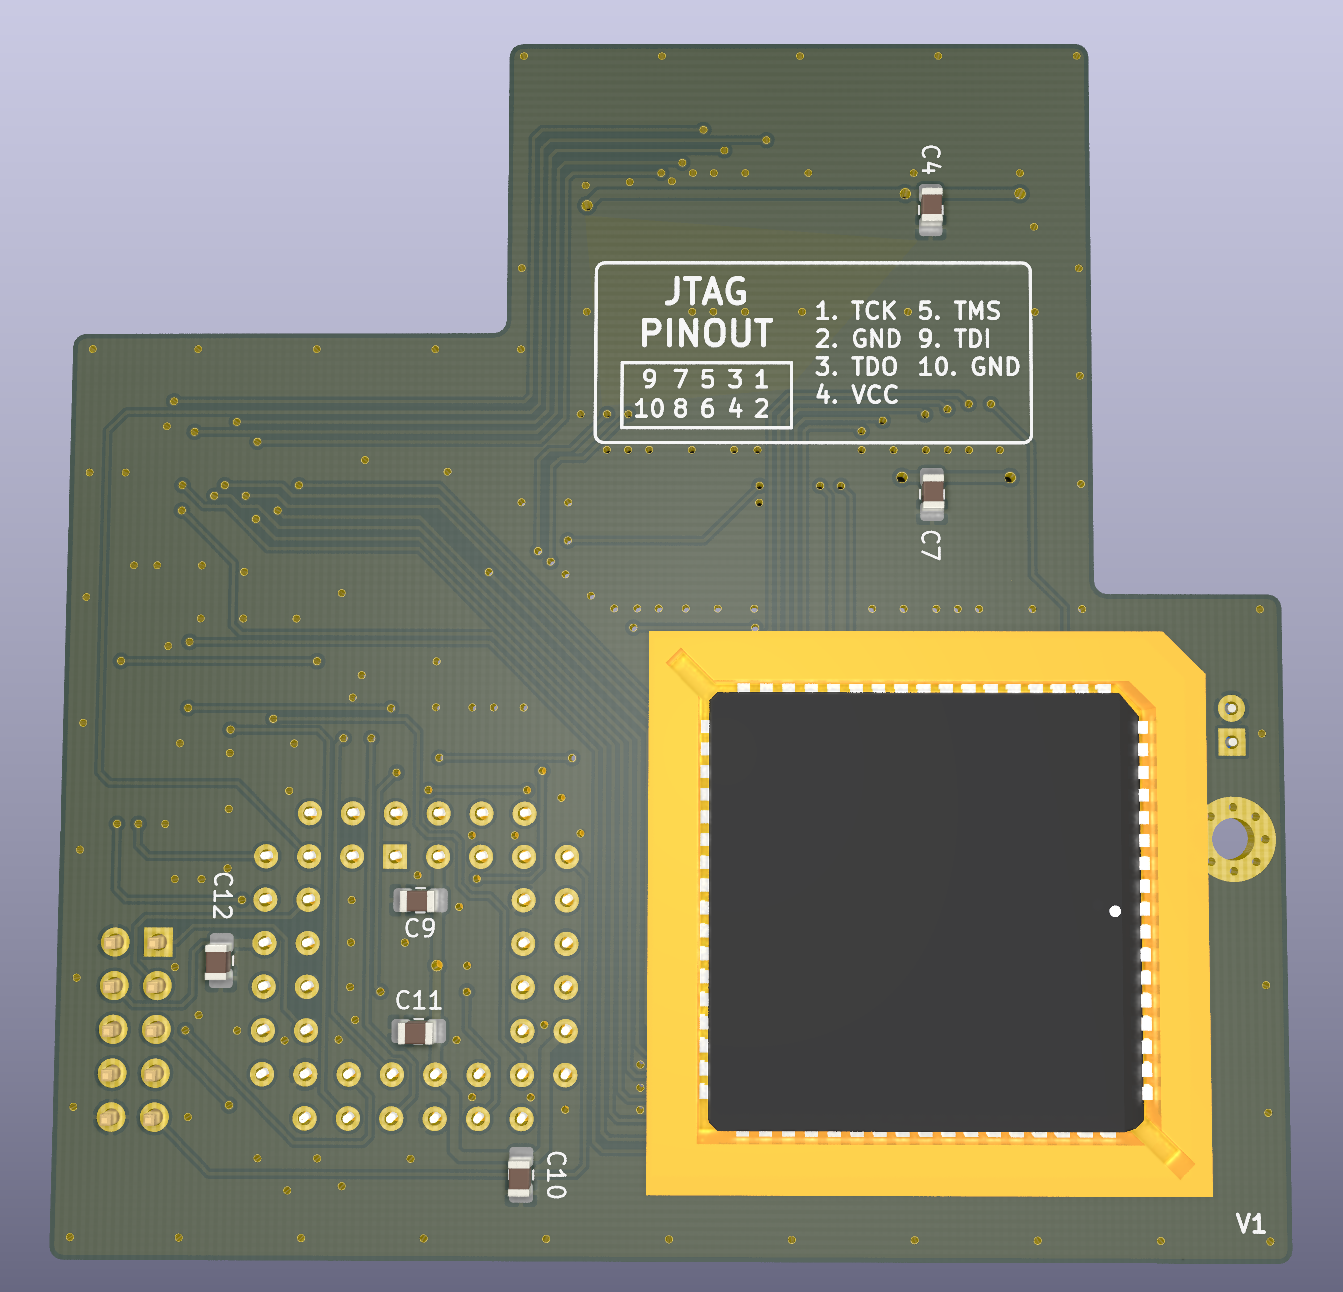 C4
JTAG
PINOUT
9 7 5 3 1
10 8 6 4 2
1. TCK 5. TMS
2. GND 9. TDI
3. TDO 10. GND
4. VCC
C7
C12
C9
C11
C10
V1